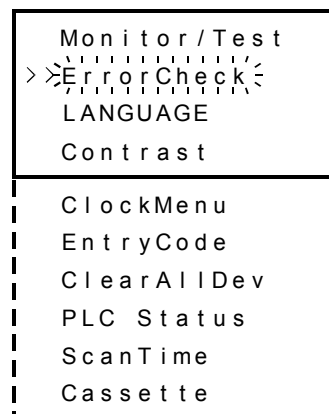 Monitor/Test
>>ErrorCheck
LANGUAGE
Contrast
ClockMenu
EntryCode
ClearAllDev
PLC Status
ScanTime
Cassette